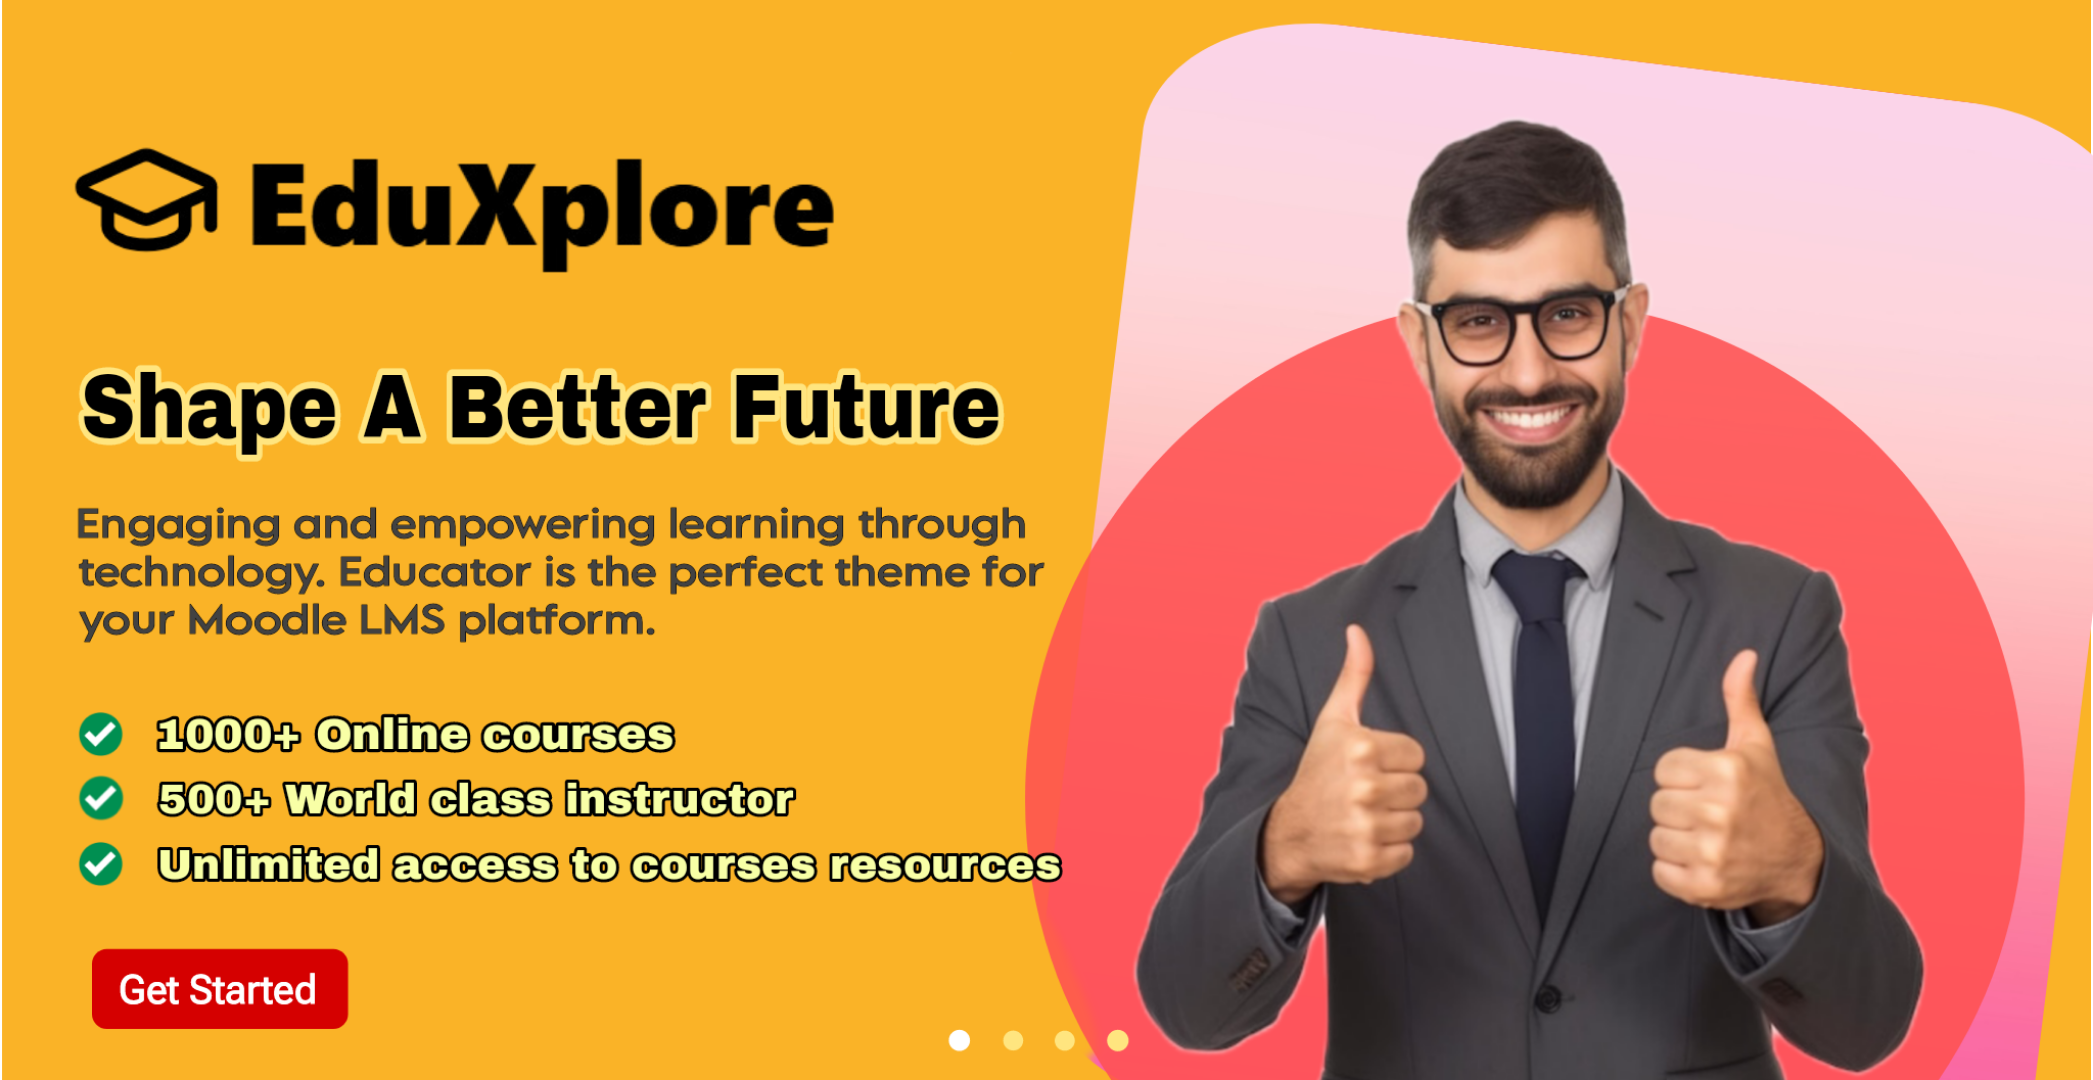 EduXplore
Shape A Better Future
Engaging and empowering learning through
technology. Educator is the perfect theme for
your Moodle LMS platform.
1000+ Online courses
500+ World class instructor
Unlimited access to courses resources
Get Started